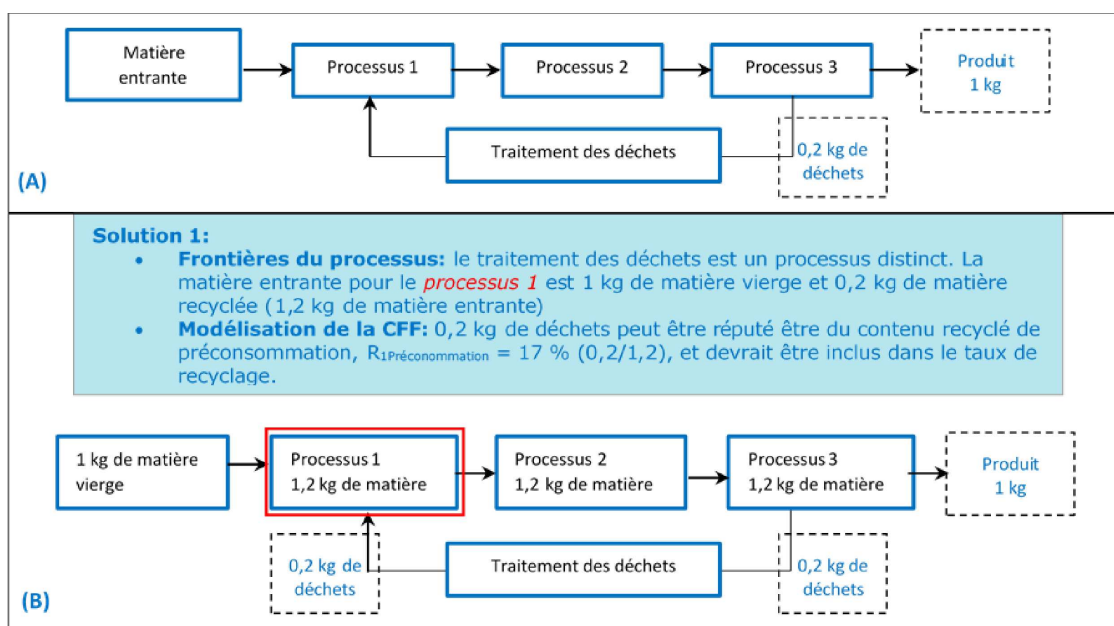 Matière
entrante
Processus 1
Processus 2
Processus 3
Produit
1 kg
Traitement des déchets
0,2 kg de
déchets
(A)
Solution 1:
• Frontières du processus: le traitement des déchets est un processus distinct. La
matière entrante pour le processus 1 est 1 kg de matière vierge et 0,2 kg de matière
recyclée (1,2 kg de matière entrante)
• Modélisation de la CFF: 0,2 kg de déchets peut être réputé être du contenu recyclé de
préconsommation, R1Préconommation = 17 % (0,2/1,2), et devrait être inclus dans le taux de
recyclage.
1 kg de matière
vierge
Processus 1
1,2 kg de matière
Processus 2
1,2 kg de matière
Processus 3
1,2 kg de matière
Produit
1 kg
0,2 kg de
déchets
Traitement des déchets
0,2 kg de
déchets
(B)